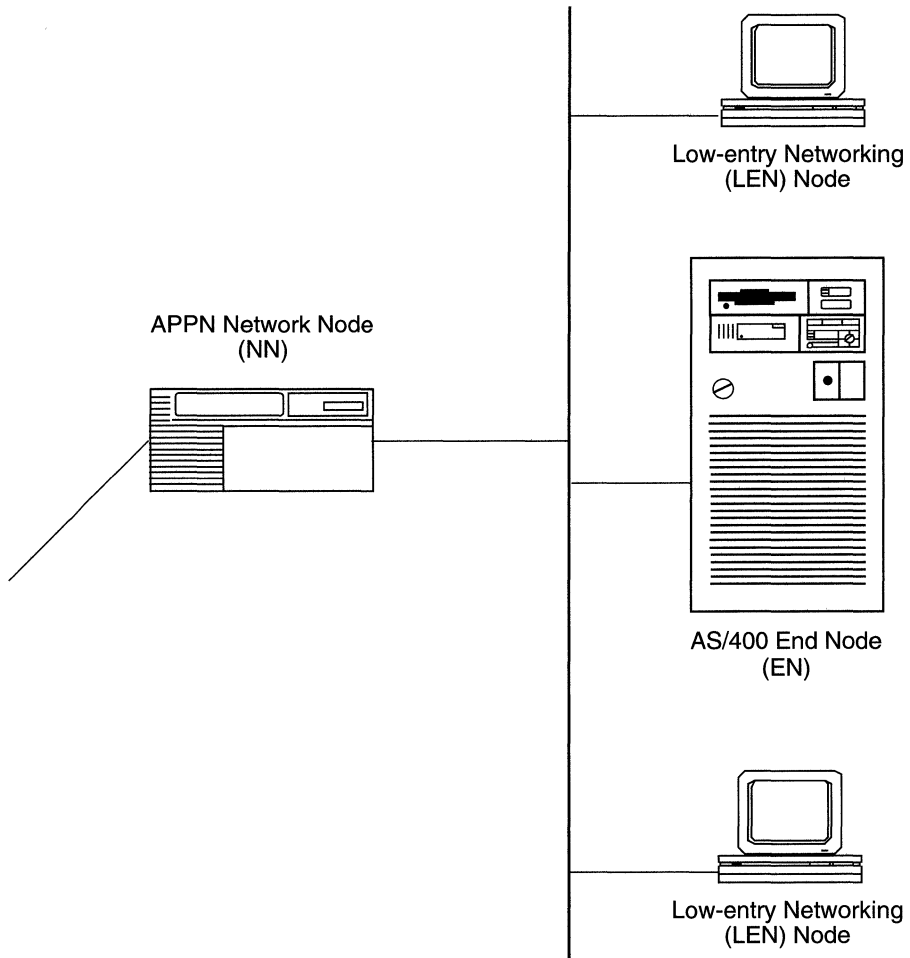 Low-entry Networking
(LEN) Node
APPN Network Node
(NN)
AS/400 End Node
(EN)
Low-entry Networking
(LEN) Node